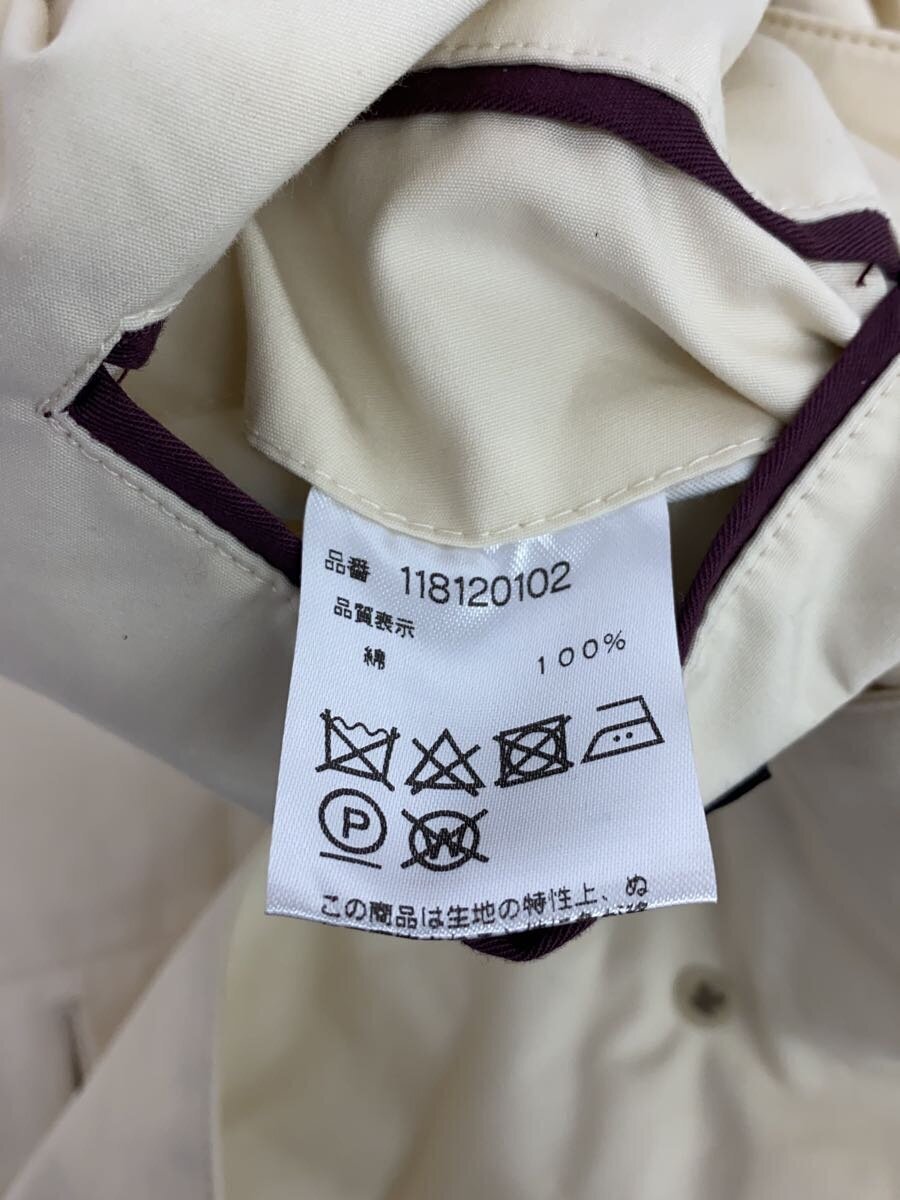 品番 118120102
品質表示
綿 100%
P
W
この商品は生地の特性上、ぬ